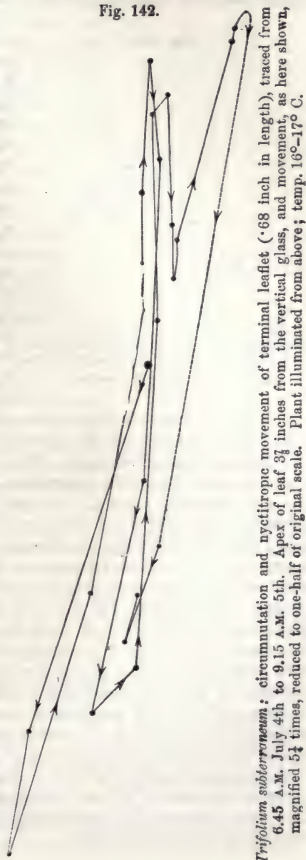 Fig. 142.
Trifolium subterraneum: circumnutation and nyctitropic movement of terminal leaflet (·68 inch in length), traced from
6.45 A.M. July 4th to 9.15 A.M. 5th. Apex of leaf 3⅞ inches from the vertical glass, and movement, as here shown,
magnified 5¼ times, reduced to one-half of original scale. Plant illuminated from above; temp. 16°–17° C.